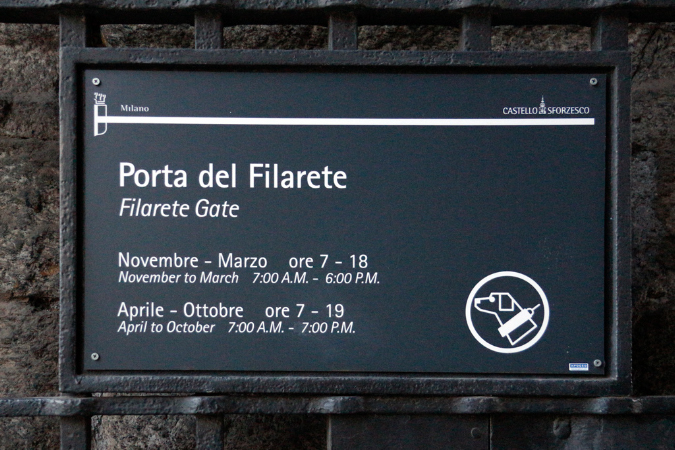 Milano
CASTELLO SFORZESCO
Porta del Filarete
Filarete Gate
Novembre - Marzo ore 7 - 18
November to March 7:00 A.M. - 6:00 P.M.
Aprile - Ottobre ore 7 - 19
April to October 7:00 A.M. - 7:00 P.M.